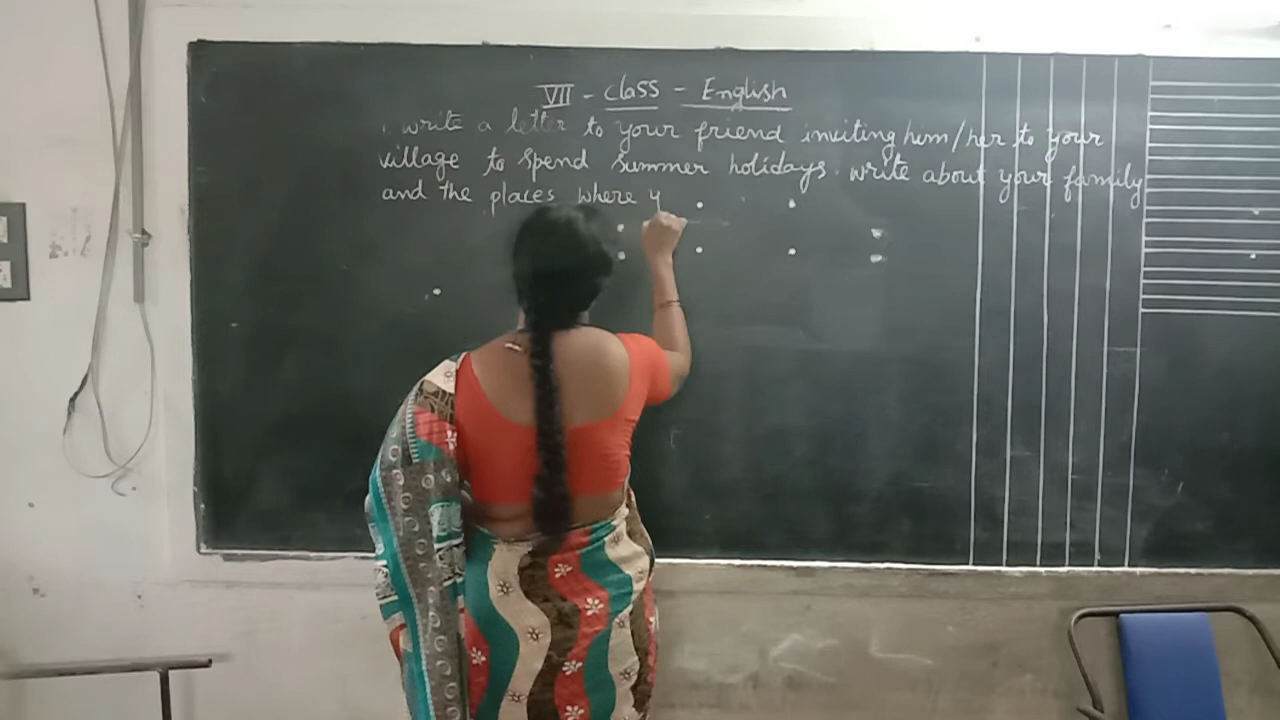 VII - class - English
1. write a letter to your friend inviting him/her to your
village to spend summer holidays. write about your family
and the places where y